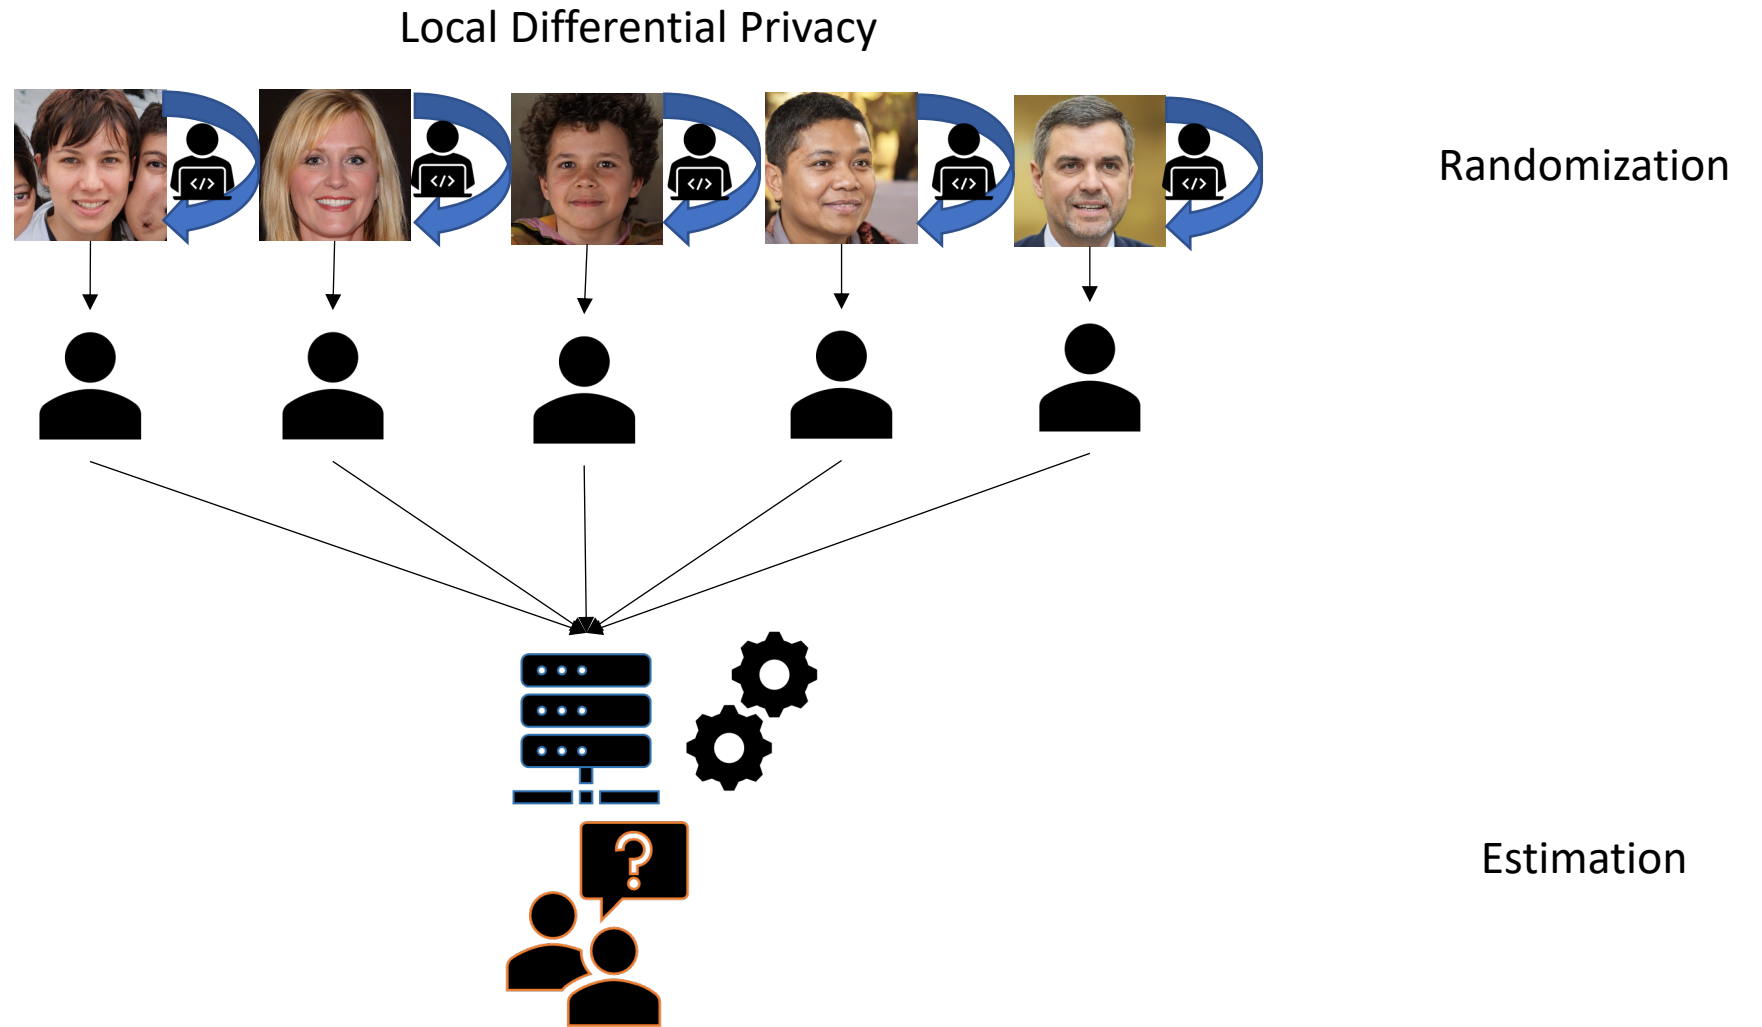 Local Differential Privacy
</>
</>
</>
</>
</>
Randomization
?
Estimation